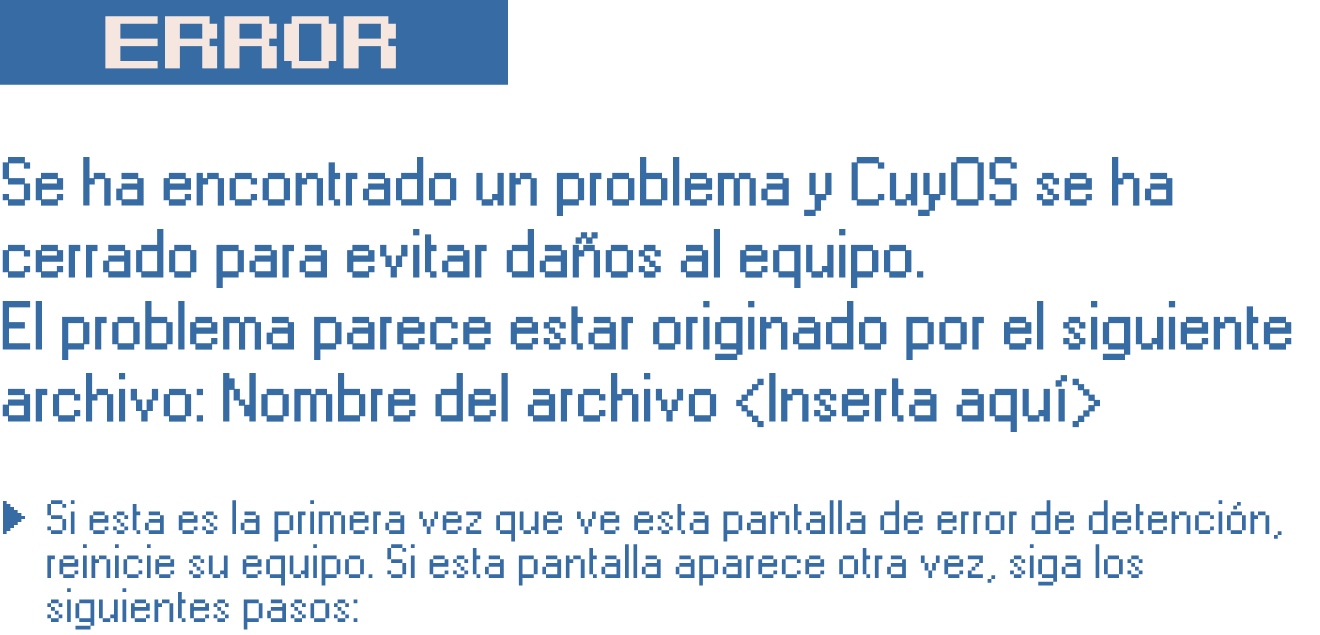 ERROR
Se ha encontrado un problema y CuyOS se ha
cerrado para evitar daños al equipo.
El problema parece estar originado por el siguiente
archivo: Nombre del archivo <Inserta aquí>
Si esta es la primera vez que ve esta pantalla de error de detención,
reinicie su equipo. Si esta pantalla aparece otra vez, siga los
siguientes pasos: